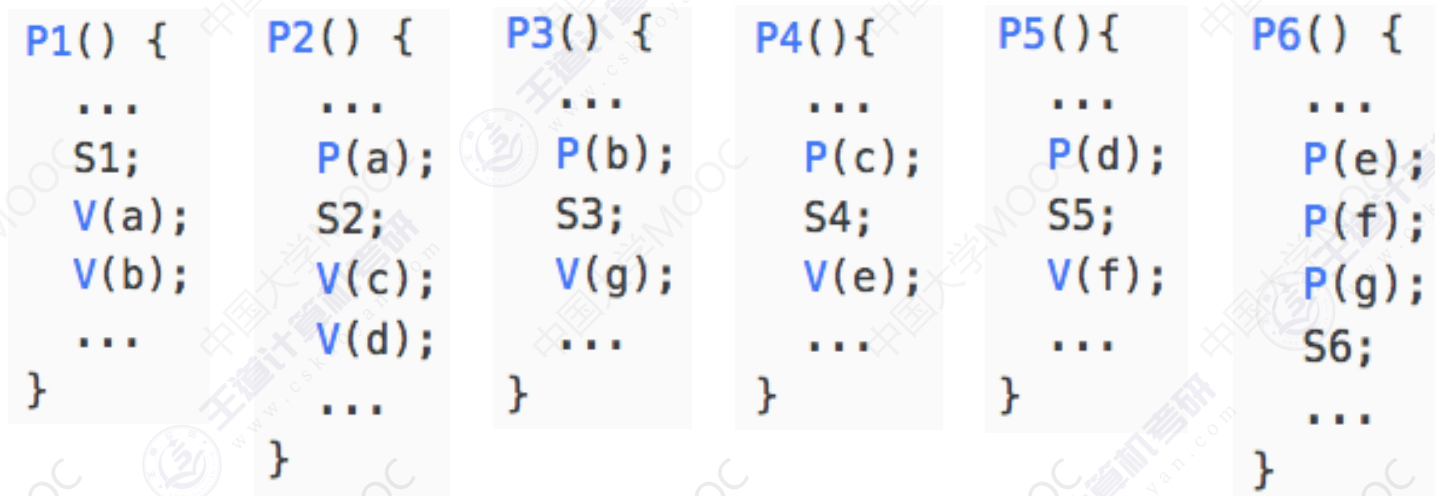 P1() {
...
S1;
V(a);
V(b);
...
}
P2() {
...
P(a);
S2;
V(c);
V(d);
...
}
P3() {
...
P(b);
S3;
V(g);
...
}
P4(){
...
P(c);
S4;
V(e);
...
}
P5(){
...
P(d);
S5;
V(f);
...
}
P6() {
...
P(e);
P(f);
P(g);
S6;
...
}